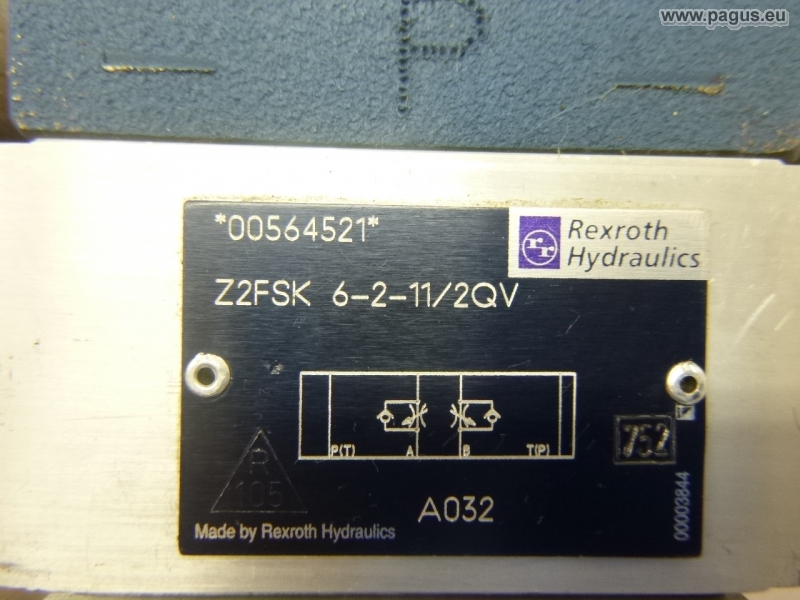 www.pagus.eu
P
*00564521*
rr
Rexroth
Hydraulics
Z2FSK 6-2-11/2QV
P(T) A B T(P)
752
R
105
A032
00003844
Made by Rexroth Hydraulics